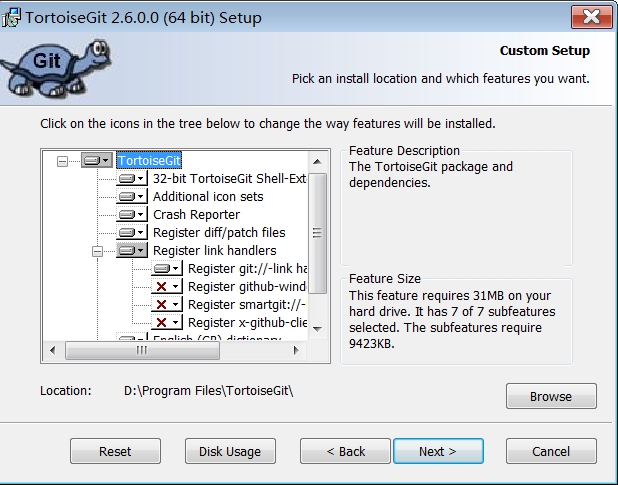 TortoiseGit 2.6.0.0 (64 bit) Setup
Git
Custom Setup
Pick an install location and which features you want.
Click on the icons in the tree below to change the way features will be installed.
TortoiseGit
32-bit TortoiseGit Shell-Ext
Additional icon sets
Crash Reporter
Register diff/patch files
Register link handlers
Register git://-link ha
Register github-wind
Register smartgit://-
Register x-github-clie
English (GB) dictionary
Feature Description
The TortoiseGit package and
dependencies.
Feature Size
This feature requires 31MB on your
hard drive. It has 7 of 7 subfeatures
selected. The subfeatures require
9423KB.
Location: D:\Program Files\TortoiseGit\
Browse
Reset Disk Usage < Back Next > Cancel